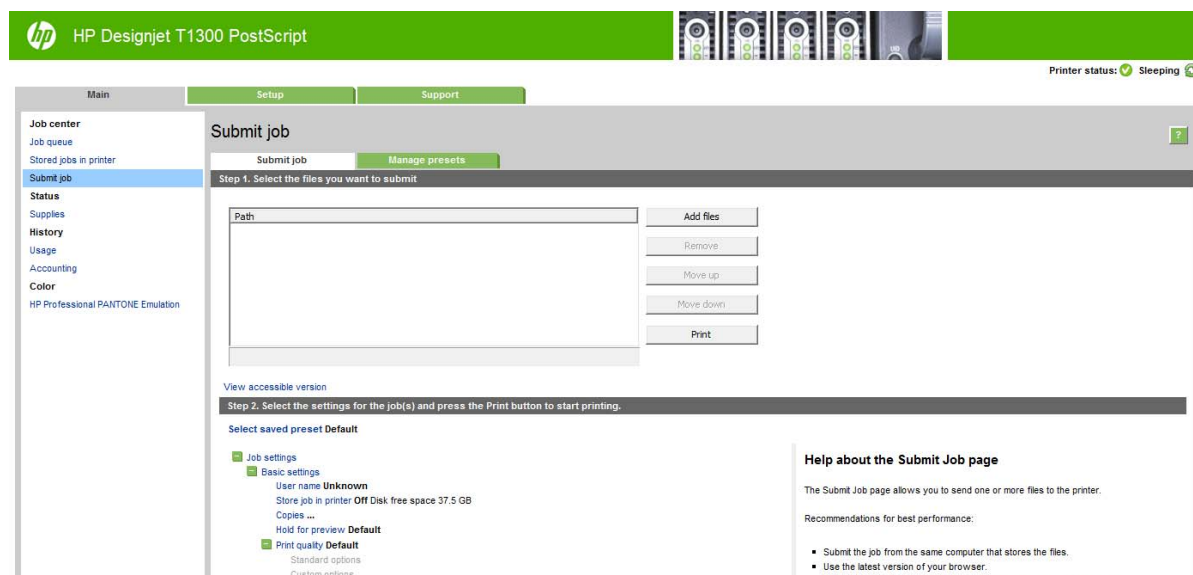 hp HP Designjet T1300 PostScript
Printer status: Sleeping
Main Setup Support
Job center
Job queue
Stored jobs in printer
Submit job
Status
Supplies
History
Usage
Accounting
Color
HP Professional PANTONE Emulation
Submit job
?
Submit job Manage presets
Step 1. Select the files you want to submit
Path
Add files
Remove
Move up
Move down
Print
View accessible version
Step 2. Select the settings for the job(s) and press the Print button to start printing.
Select saved preset Default
Job settings
Basic settings
User name Unknown
Store job in printer Off Disk free space 37.5 GB
Copies ...
Hold for preview Default
Print quality Default
Standard options
Custom options
Help about the Submit Job page
The Submit Job page allows you to send one or more files to the printer.
Recommendations for best performance:
Submit the job from the same computer that stores the files.
Use the latest version of your browser.